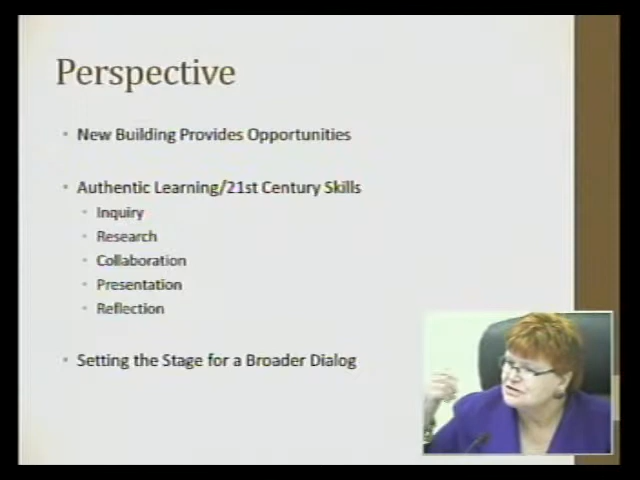 Perspective
New Building Provides Opportunities
Authentic Learning/21st Century Skills
Inquiry
Research
Collaboration
Presentation
Reflection
Setting the Stage for a Broader Dialog